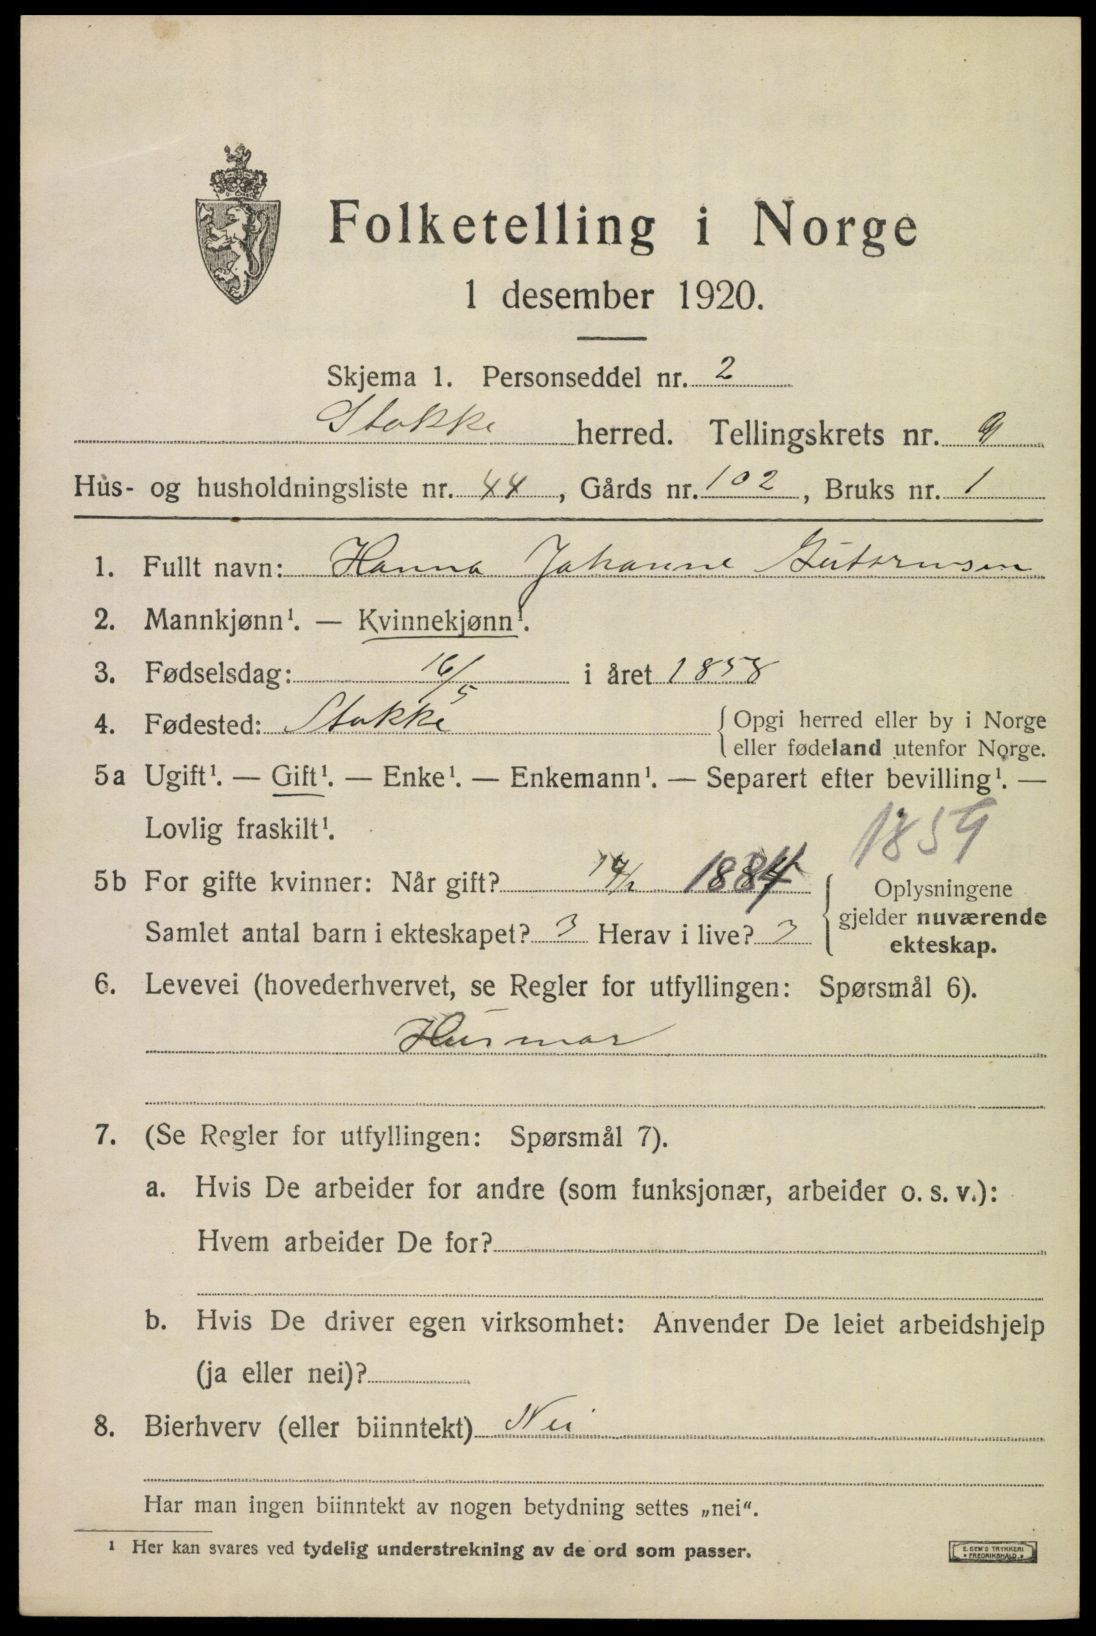 Folketelling i Norge
1 desember 1920.
Skjema 1. Personseddel nr. 2
Stokke herred. Tellingskrets nr. 9
Hus- og husholdningsliste nr. 44, Gårds nr. 102, Bruks nr. 1
1. Fullt navn: Hanna Johanne Guttormsen
2. Mannkjønn¹. — Kvinnekjønn¹.
3. Fødselsdag: 16/5 i året 1858
4. Fødested: Stokke {Opgi herred eller by i Norge
eller fødeland utenfor Norge.
5a Ugift¹. — Gift¹. — Enke¹. — Enkemann¹. — Separert efter bevilling¹. —
Lovlig fraskilt¹.
1859
5b For gifte kvinner: Når gift? 1884
Samlet antal barn i ekteskapet? 3 Herav i live? 3
{Oplysningene
gjelder nuværende
ekteskap.
6. Levevei (hovederhvervet, se Regler for utfyllingen: Spørsmål 6).
Husmor
7. (Se Regler for utfyllingen: Spørsmål 7).
a. Hvis De arbeider for andre (som funksjonær, arbeider o. s. v.):
Hvem arbeider De for?
b. Hvis De driver egen virksomhet: Anvender De leiet arbeidshjelp
(ja eller nei)?
8. Bierhverv (eller biinntekt) Nei
Har man ingen biinntekt av nogen betydning settes „nei“.
¹ Her kan svares ved tydelig understrekning av de ord som passer.
E. SEM'S TRYKKERI
FREDRIKSHALD.